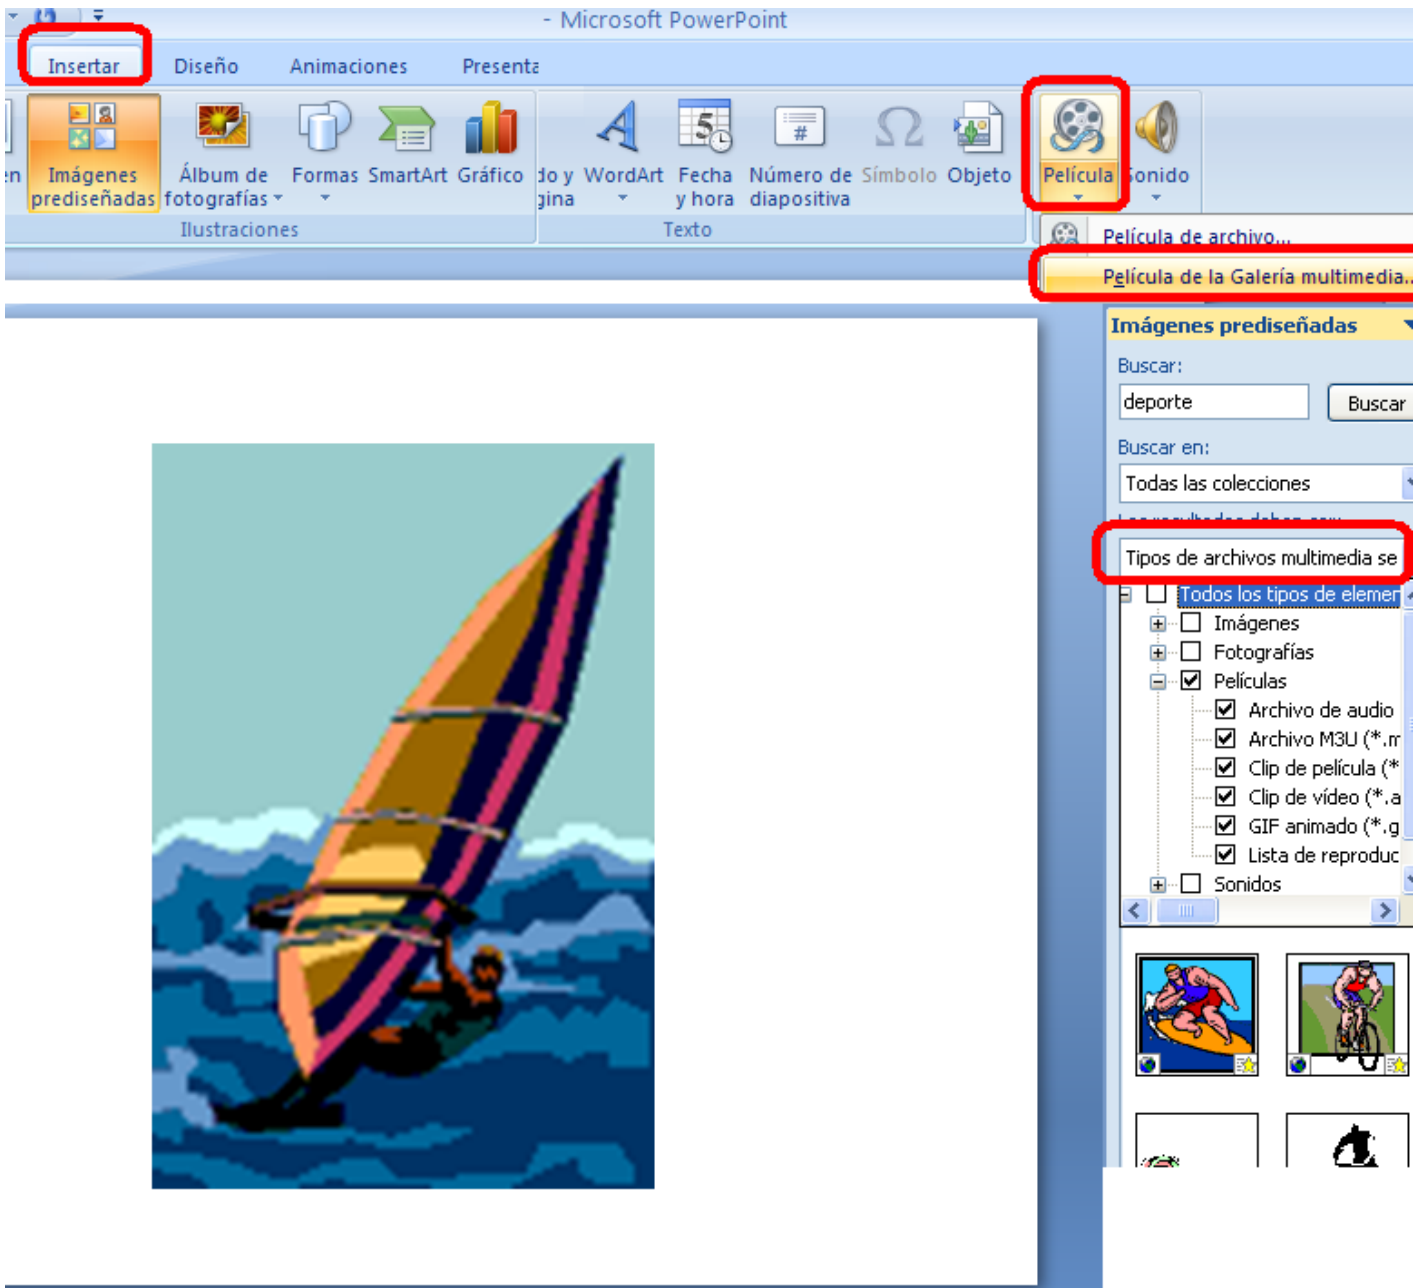 - Microsoft PowerPoint
Insertar Diseño Animaciones Presenta
Imágenes prediseñadas
Álbum de fotografías
Formas SmartArt Gráfico
do y
gina
WordArt
Fecha y hora
Número de diapositiva
Símbolo Objeto
Película Sonido
Ilustraciones Texto
Película de archivo...
Película de la Galería multimedia..
Imágenes prediseñadas
Buscar:
deporte Buscar
Buscar en:
Todas las colecciones
Tipos de archivos multimedia se
Todos los tipos de elemen
Imágenes
Fotografías
Películas
Archivo de audio
Archivo M3U (*.m
Clip de película (*
Clip de vídeo (*.a
GIF animado (*.g
Lista de reproduc
Sonidos